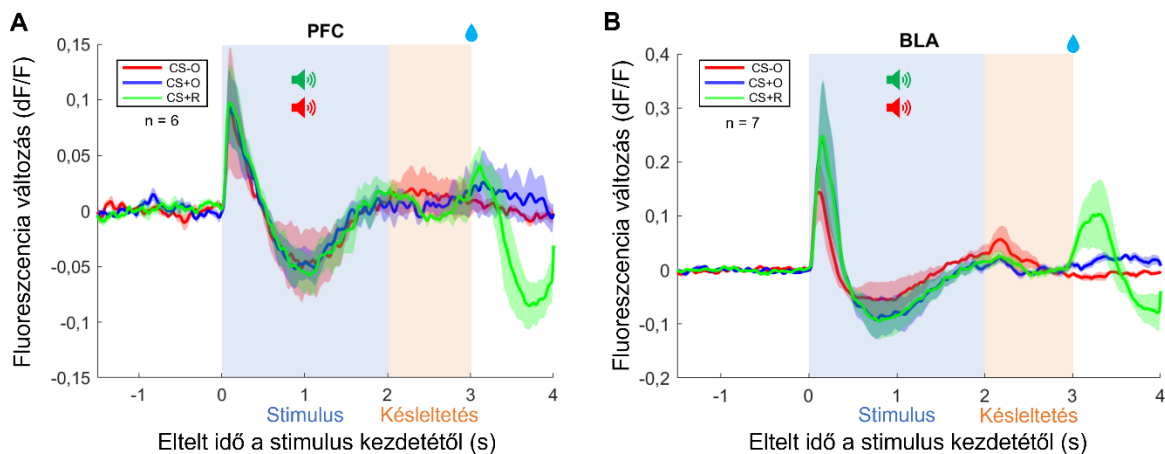 A
PFC
0,15
0,1
0,05
0
-0,05
-0,1
-0,15
Fluoreszcencia változás (dF/F)
CS-O
CS+O
CS+R
n = 6
-1
0
1
2
3
4
Stimulus
Késleltetés
Eltelt idő a stimulus kezdetétől (s)
B
BLA
0,4
0,3
0,2
0,1
0
-0,1
-0,2
Fluoreszcencia változás (dF/F)
CS-O
CS+O
CS+R
n = 7
-1
0
1
2
3
4
Stimulus
Késleltetés
Eltelt idő a stimulus kezdetétől (s)